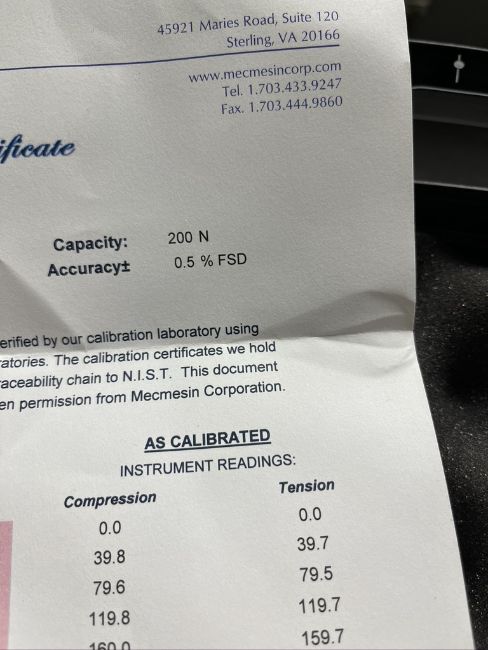 45921 Maries Road, Suite 120
Sterling, VA 20166
www.mecmesincorp.com
Tel. 1.703.433.9247
Fax. 1.703.444.9860
ificate
Capacity: 200 N
Accuracy± 0.5 % FSD
erified by our calibration laboratory using
ratories. The calibration certificates we hold
raceability chain to N.I.S.T. This document
en permission from Mecmesin Corporation.
AS CALIBRATED
INSTRUMENT READINGS:
Compression Tension
0.0 0.0
39.8 39.7
79.6 79.5
119.8 119.7
160.0 159.7